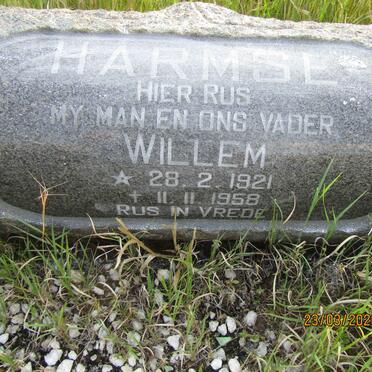 HARMSE
HIER RUS
MY MAN EN ONS VADER
WILLEM
* 28 2 1921
† 11.11.1958
RUS IN VREDE